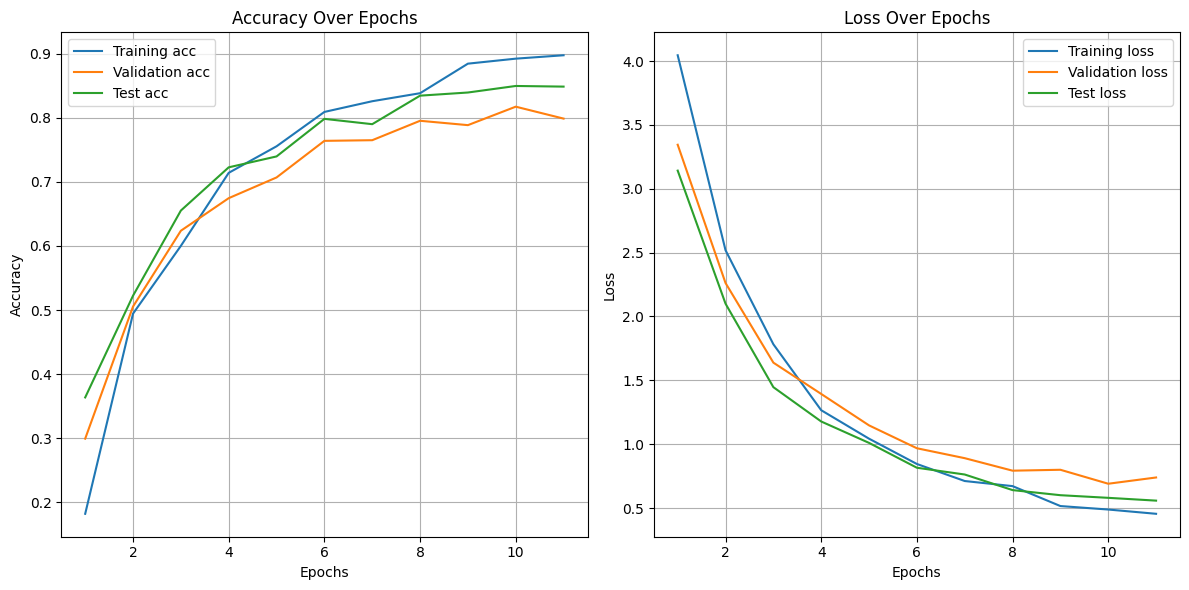 Accuracy Over Epochs
Training acc
Validation acc
Test acc
Accuracy
0.9
0.8
0.7
0.6
0.5
0.4
0.3
0.2
2 4 6 8 10
Epochs
Loss Over Epochs
Training loss
Validation loss
Test loss
Loss
4.0
3.5
3.0
2.5
2.0
1.5
1.0
0.5
2 4 6 8 10
Epochs